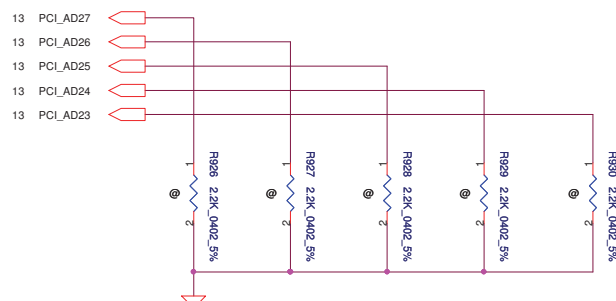 13 PCI_AD27
13 PCI_AD26
13 PCI_AD25
13 PCI_AD24
13 PCI_AD23
1
R926 2.2K_0402_5%
@
2
1
R927 2.2K_0402_5%
@
2
1
R928 2.2K_0402_5%
@
2
1
R929 2.2K_0402_5%
@
2
1
R930 2.2K_0402_5%
@
2